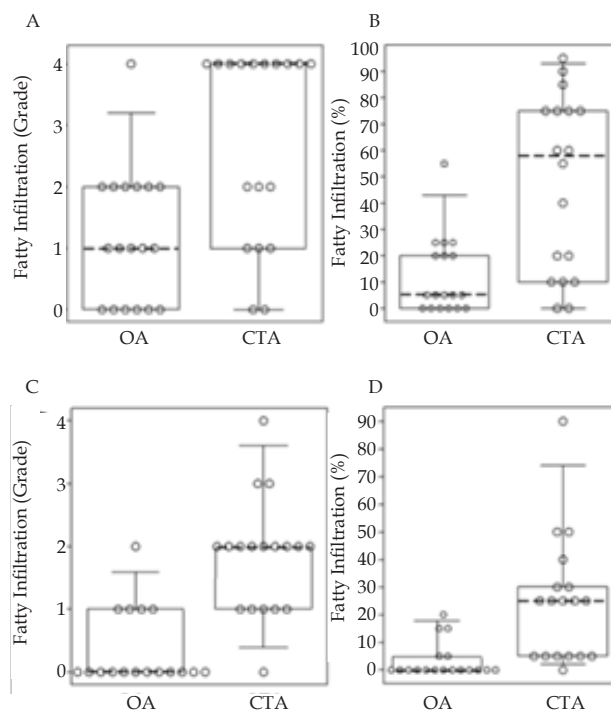 A
B
Fatty Infiltration (Grade)
4
3
2
1
0
OA
CTA
Fatty Infiltration (%)
100
90
80
70
60
50
40
30
20
10
0
OA
CTA
C
D
Fatty Infiltration (Grade)
4
3
2
1
0
OA
CTA
Fatty Infiltration (%)
90
80
70
60
50
40
30
20
10
0
OA
CTA